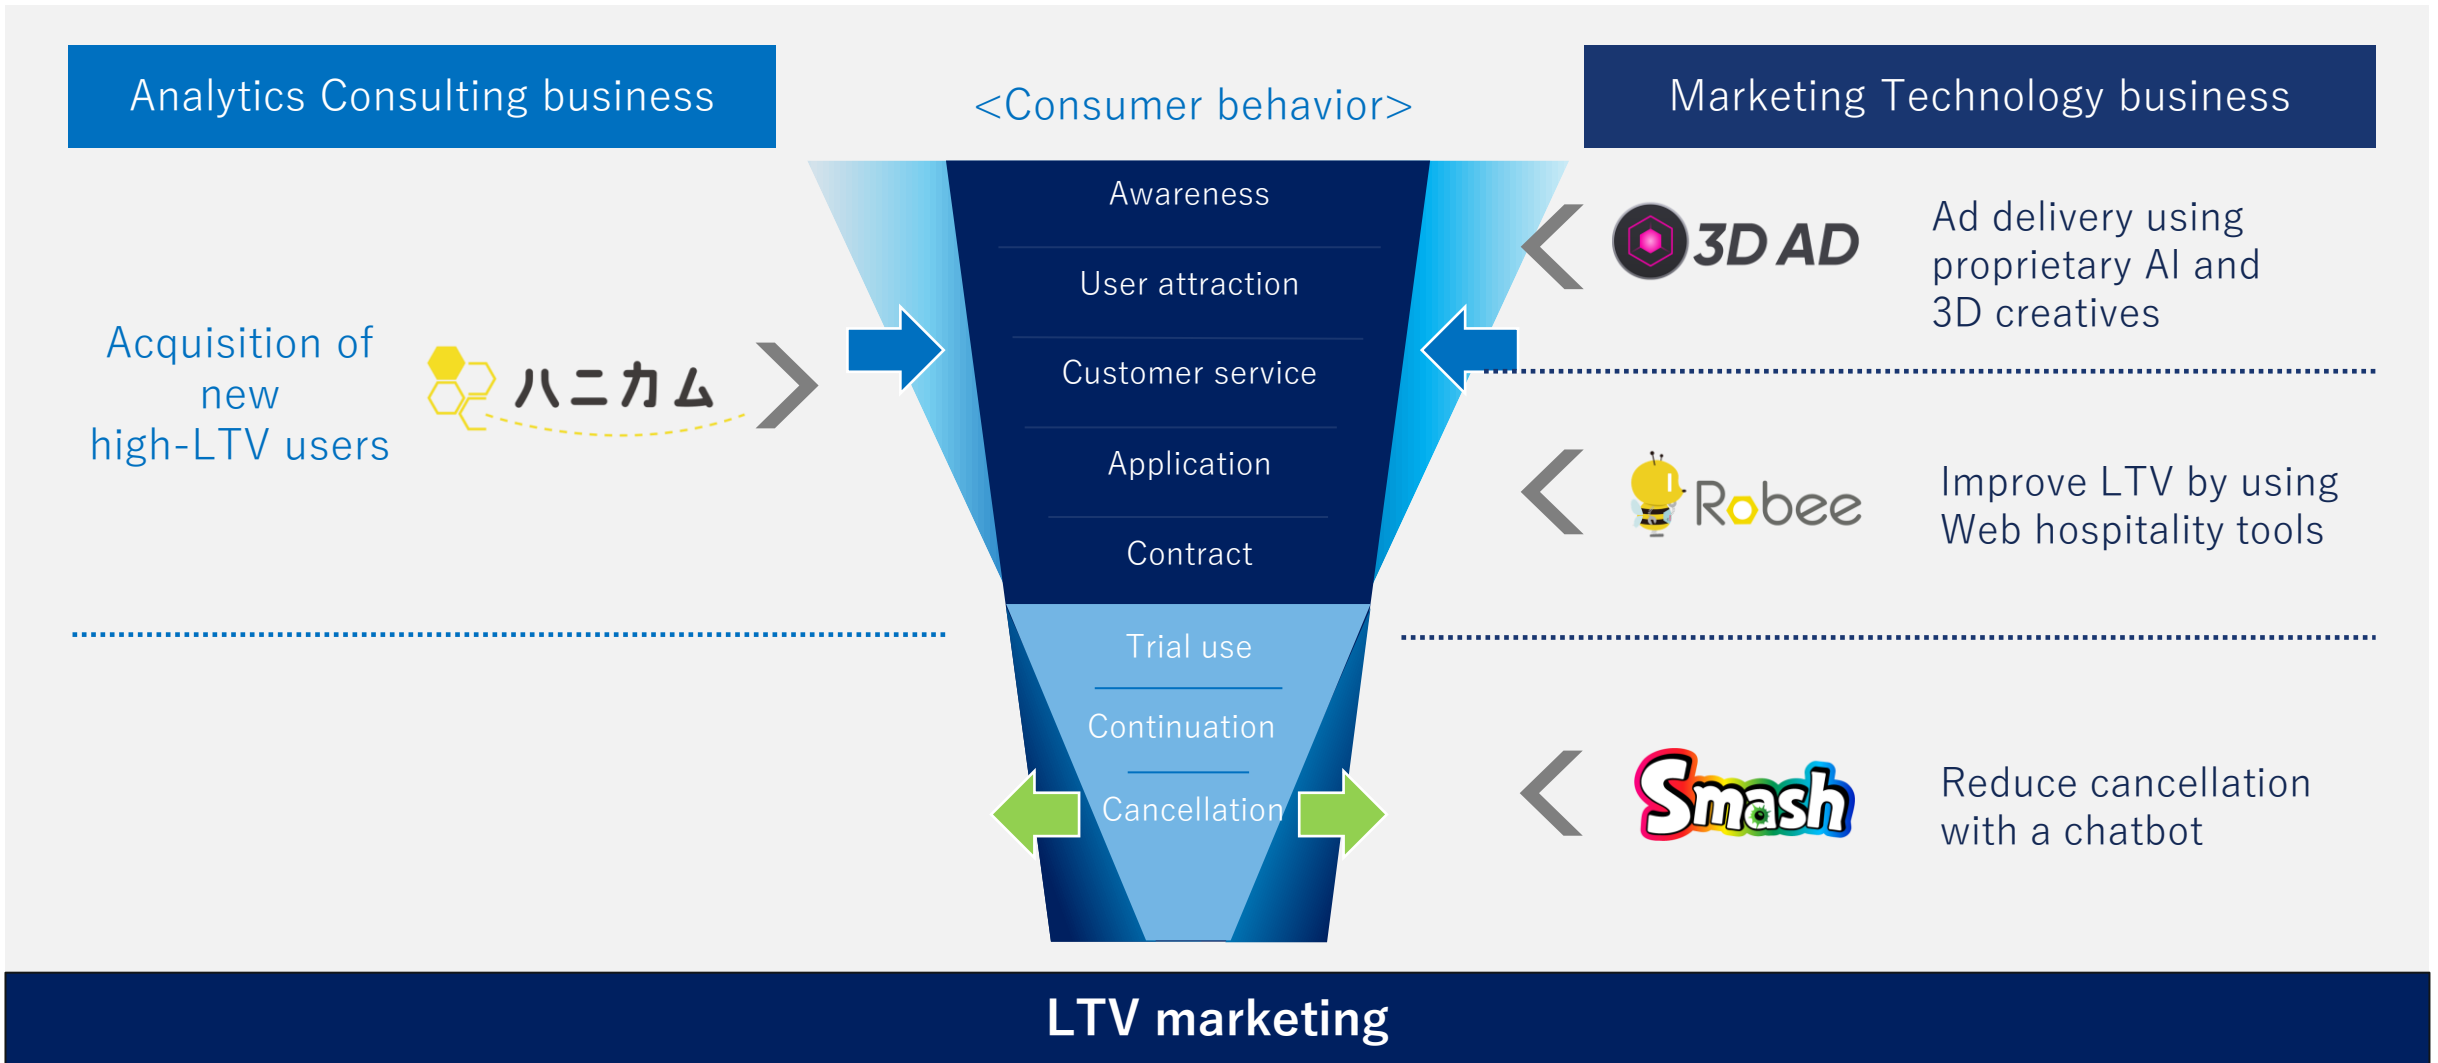 Analytics Consulting business
<Consumer behavior>
Marketing Technology business
Acquisition of
new
high-LTV users
ハニカム
Awareness
User attraction
Customer service
Application
Contract
Trial use
Continuation
Cancellation
3D AD
Ad delivery using
proprietary AI and
3D creatives
Robee
Improve LTV by using
Web hospitality tools
Smash
Reduce cancellation
with a chatbot
LTV marketing